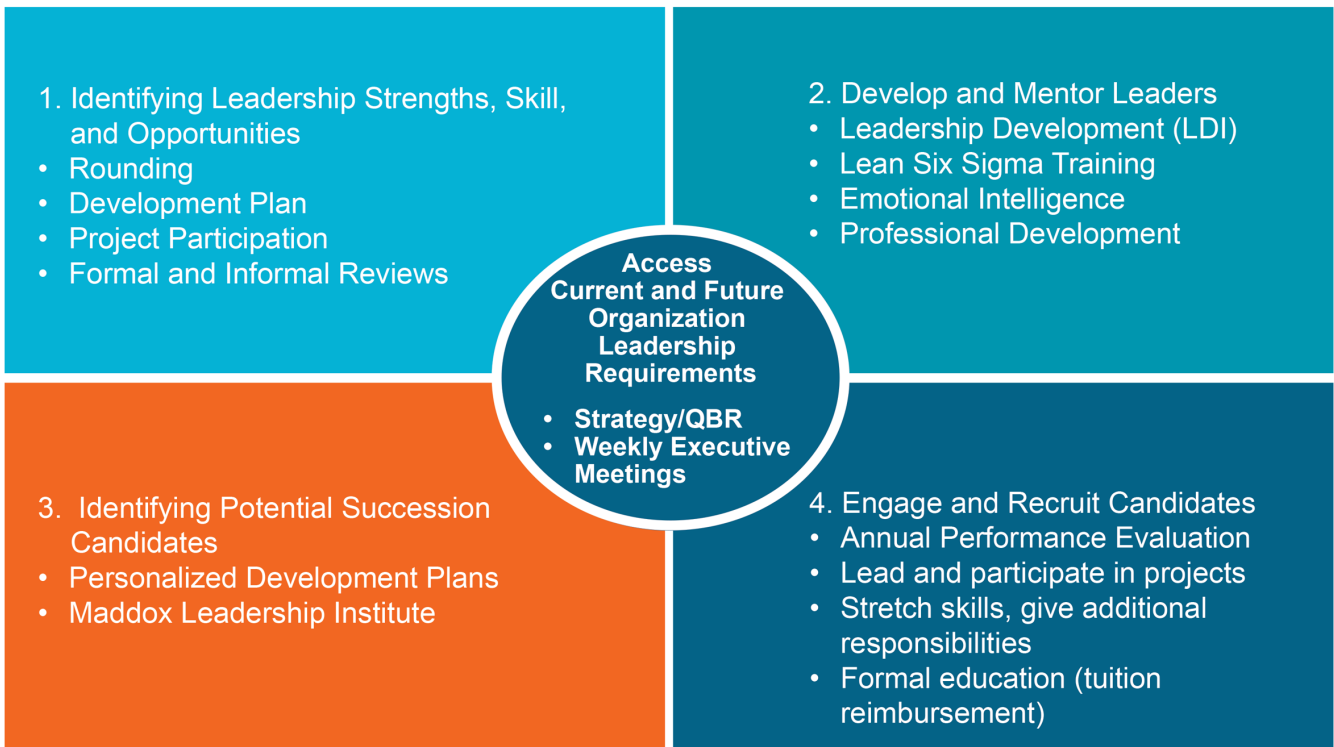 1. Identifying Leadership Strengths, Skill,
and Opportunities
• Rounding
• Development Plan
• Project Participation
• Formal and Informal Reviews
2. Develop and Mentor Leaders
• Leadership Development (LDI)
• Lean Six Sigma Training
• Emotional Intelligence
• Professional Development
Access
Current and Future
Organization
Leadership
Requirements
• Strategy/QBR
• Weekly Executive
Meetings
3. Identifying Potential Succession
Candidates
• Personalized Development Plans
• Maddox Leadership Institute
4. Engage and Recruit Candidates
• Annual Performance Evaluation
• Lead and participate in projects
• Stretch skills, give additional
responsibilities
• Formal education (tuition
reimbursement)